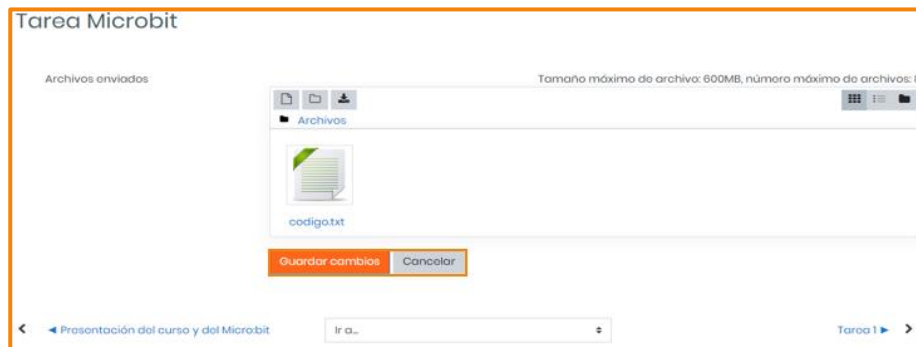 Tarea Microbit
Archivos enviados
Tamaño máximo de archivo: 600MB, número máximo de archivos:
Archivos
codigo.txt
Guardar cambios Cancelar
◄ Presentación del curso y del Micro:bit
Ir a...
Tarea 1 ►